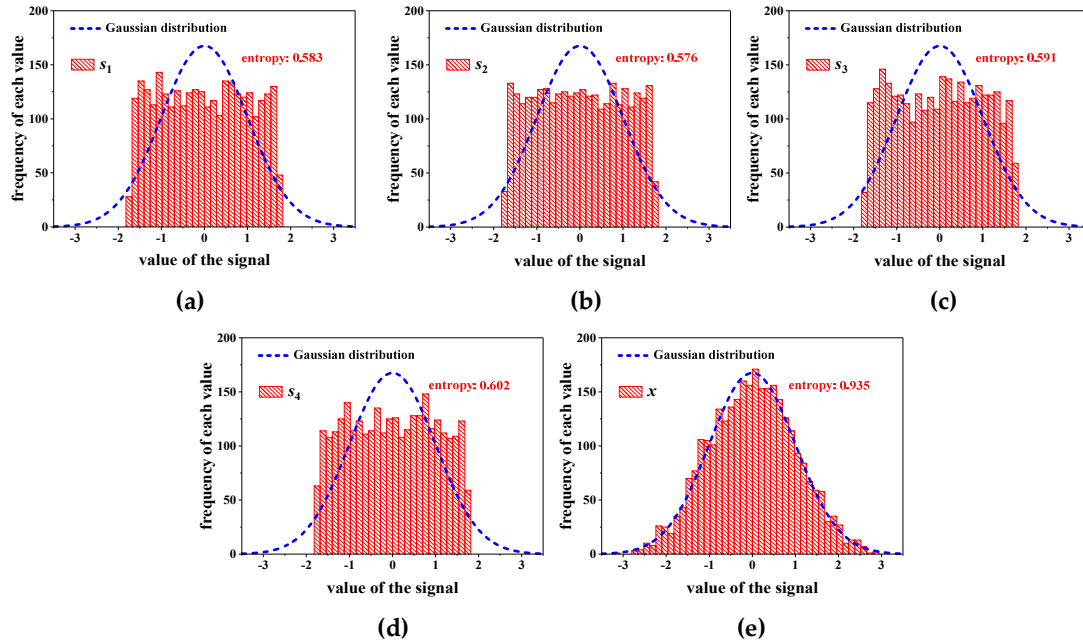 200
150
100
50
0
frequency of each value
Gaussian distribution
s1
entropy: 0.583
-3 -2 -1 0 1 2 3
value of the signal
(a)
200
150
100
50
0
frequency of each value
Gaussian distribution
s2
entropy: 0.576
-3 -2 -1 0 1 2 3
value of the signal
(b)
200
150
100
50
0
frequency of each value
Gaussian distribution
s3
entropy: 0.591
-3 -2 -1 0 1 2 3
value of the signal
(c)
200
150
100
50
0
frequency of each value
Gaussian distribution
s4
entropy: 0.602
-3 -2 -1 0 1 2 3
value of the signal
(d)
200
150
100
50
0
frequency of each value
Gaussian distribution
x
entropy: 0.935
-3 -2 -1 0 1 2 3
value of the signal
(e)